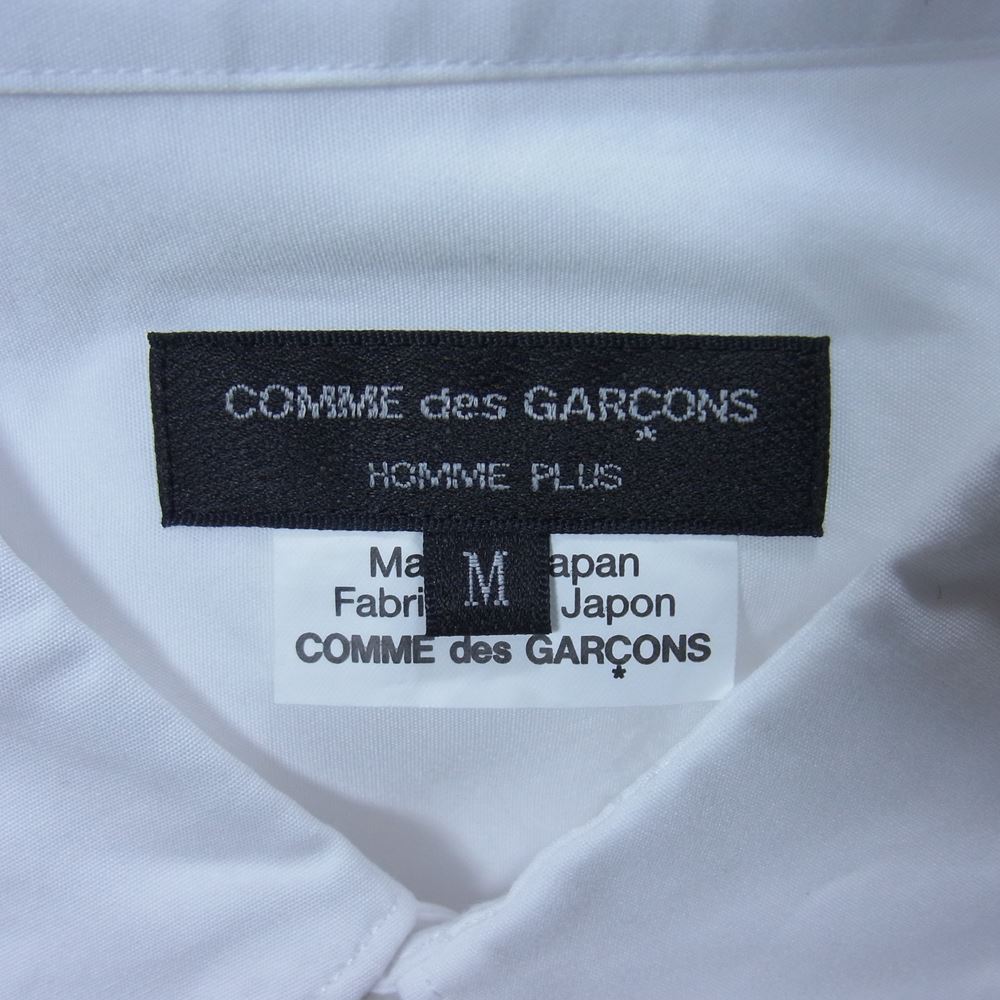 COMME des GARÇONS
HOMME PLUS
M
Ma apan
Fabri Japon
COMME des GARÇONS